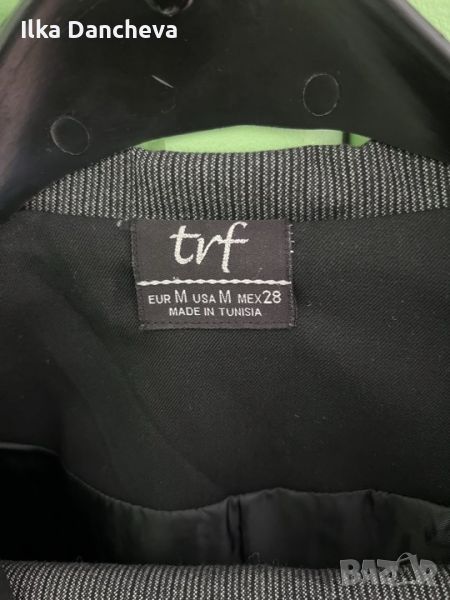 Ilka Dancheva
trf
EUR M USA M MEX 28
MADE IN TUNISIA